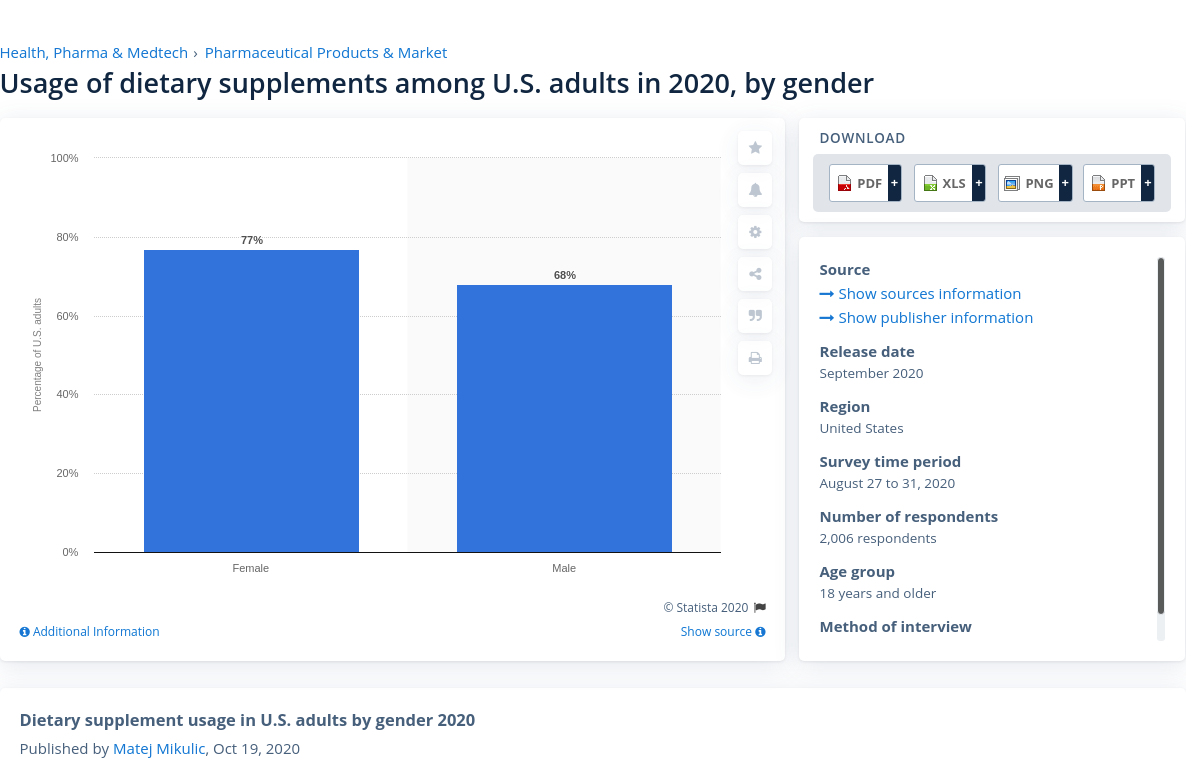 Health, Pharma & Medtech › Pharmaceutical Products & Market
Usage of dietary supplements among U.S. adults in 2020, by gender
100%
80%
60%
40%
20%
0%
Percentage of U.S. adults
77%
68%
Female
Male
© Statista 2020
Additional Information
Show source
DOWNLOAD
PDF +
XLS +
PNG +
PPT +
Source
Show sources information
Show publisher information
Release date
September 2020
Region
United States
Survey time period
August 27 to 31, 2020
Number of respondents
2,006 respondents
Age group
18 years and older
Method of interview
Dietary supplement usage in U.S. adults by gender 2020
Published by Matej Mikulic, Oct 19, 2020